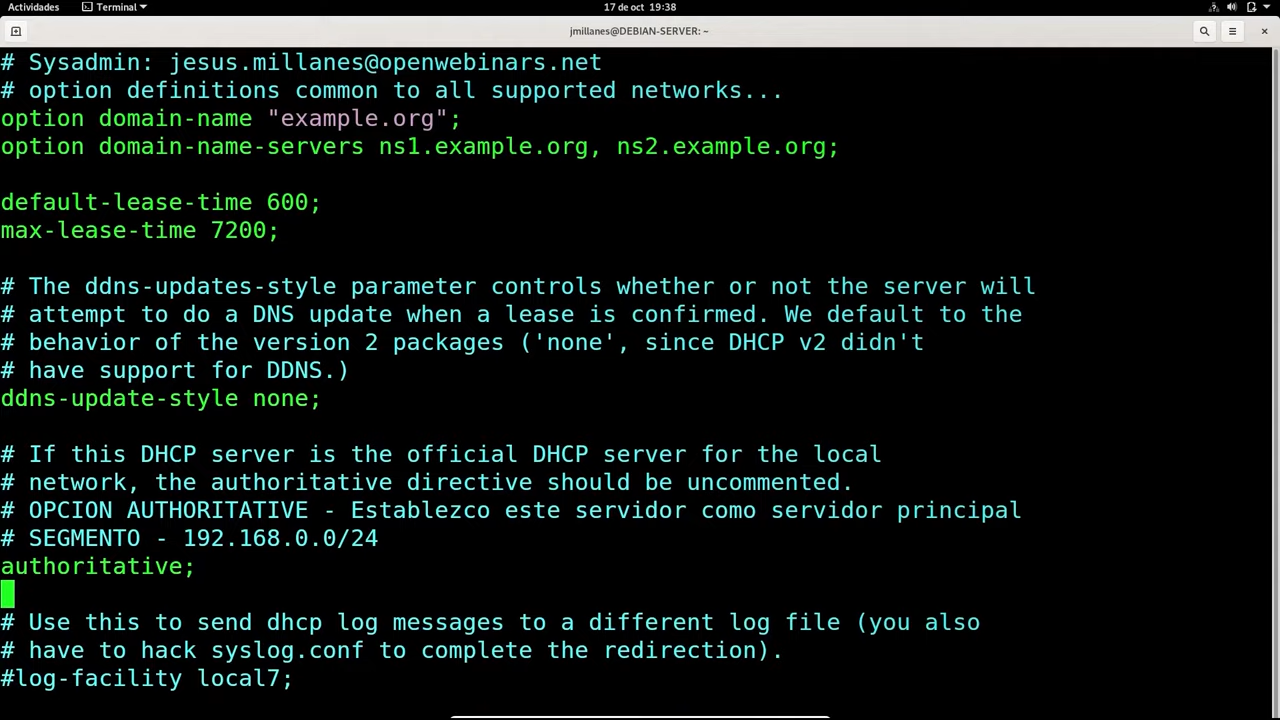 Actividades
Terminal
17 de oct 19:38
jmillanes@DEBIAN-SERVER: ~
# Sysadmin: jesus.millanes@openwebinars.net
# option definitions common to all supported networks...
option domain-name "example.org";
option domain-name-servers ns1.example.org, ns2.example.org;
default-lease-time 600;
max-lease-time 7200;
# The ddns-updates-style parameter controls whether or not the server will
# attempt to do a DNS update when a lease is confirmed. We default to the
# behavior of the version 2 packages ('none', since DHCP v2 didn't
# have support for DDNS.)
ddns-update-style none;
# If this DHCP server is the official DHCP server for the local
# network, the authoritative directive should be uncommented.
# OPCION AUTHORITATIVE - Establezco este servidor como servidor principal
# SEGMENTO - 192.168.0.0/24
authoritative;
# Use this to send dhcp log messages to a different log file (you also
# have to hack syslog.conf to complete the redirection).
#log-facility local7;